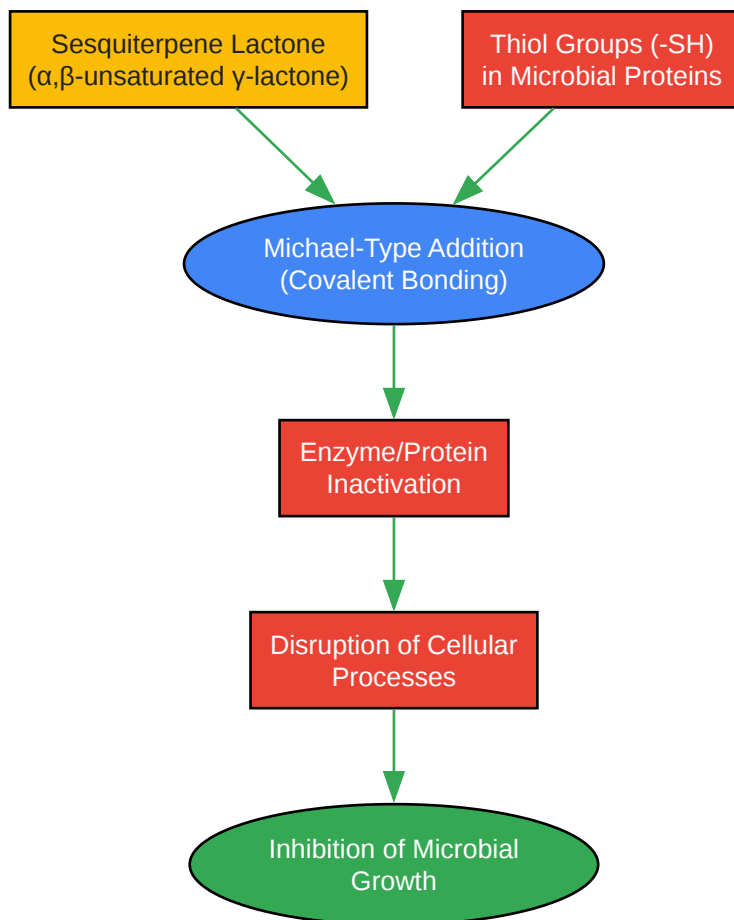 Sesquiterpene Lactone
(α,β-unsaturated γ-lactone)
Thiol Groups (-SH)
in Microbial Proteins
Michael-Type Addition
(Covalent Bonding)
Enzyme/Protein
Inactivation
Disruption of Cellular
Processes
Inhibition of Microbial
Growth